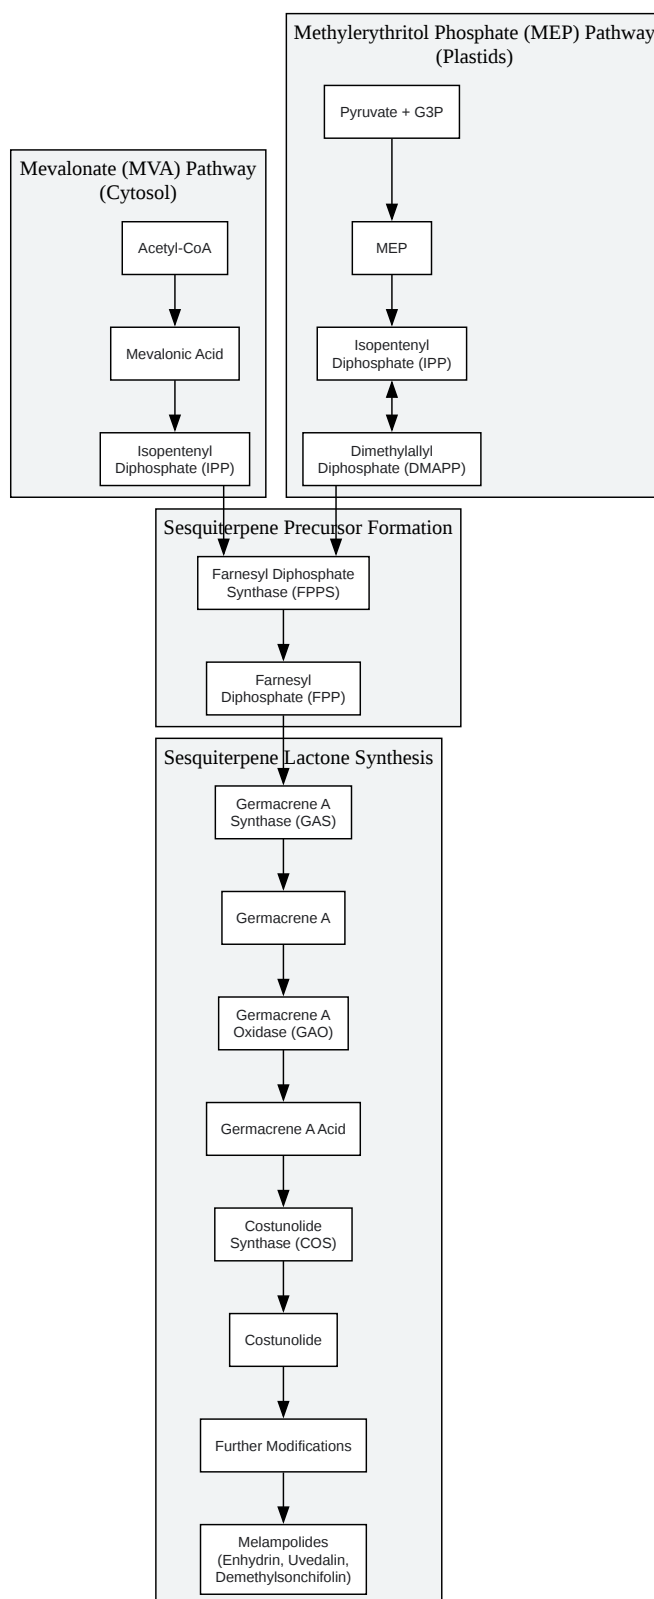 Methylerythritol Phosphate (MEP) Pathway
(Plastids)
Pyruvate + G3P
MEP
Isopentenyl
Diphosphate (IPP)
Dimethylallyl
Diphosphate (DMAPP)
Mevalonate (MVA) Pathway
(Cytosol)
Acetyl-CoA
Mevalonic Acid
Isopentenyl
Diphosphate (IPP)
Sesquiterpene Precursor Formation
Farnesyl Diphosphate
Synthase (FPPS)
Farnesyl
Diphosphate (FPP)
Sesquiterpene Lactone Synthesis
Germacrene A
Synthase (GAS)
Germacrene A
Germacrene A
Oxidase (GAO)
Germacrene A Acid
Costunolide
Synthase (COS)
Costunolide
Further Modifications
Melampolides
(Enhydrin, Uvedalin,
Demethylsonchifolin)